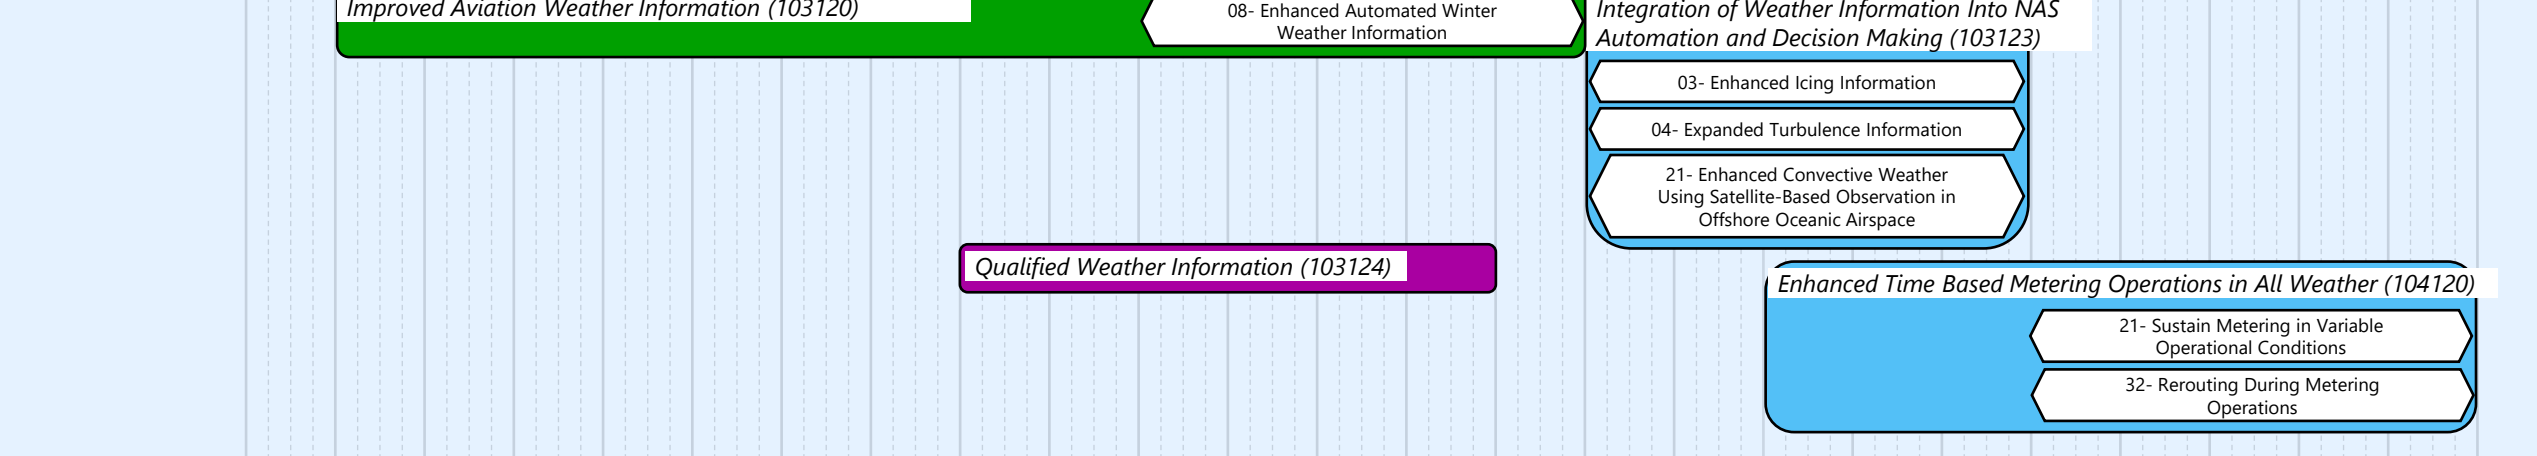 Improved Aviation Weather Information (103120)
08- Enhanced Automated Winter
Weather Information
Integration of Weather Information Into NAS
Automation and Decision Making (103123)
03- Enhanced Icing Information
04- Expanded Turbulence Information
21- Enhanced Convective Weather
Using Satellite-Based Observation in
Offshore Oceanic Airspace
Qualified Weather Information (103124)
Enhanced Time Based Metering Operations in All Weather (104120)
21- Sustain Metering in Variable
Operational Conditions
32- Rerouting During Metering
Operations